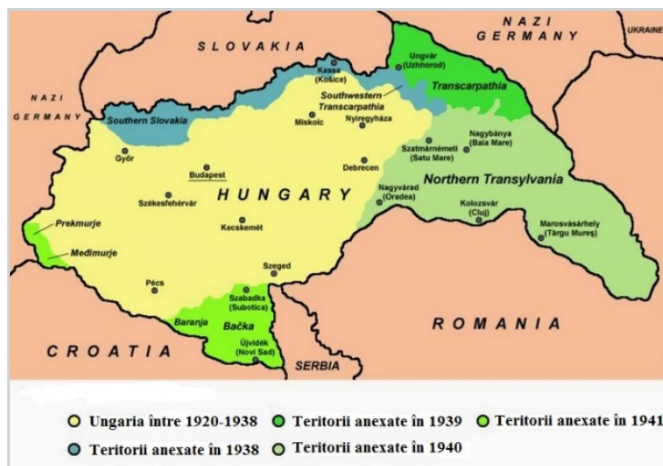 NAZI
GERMANY
UKRAINE
SLOVAKIA
Ungvár
(Uzhhorod)
Kassa
(Košice)
Transcarpathia
Southwestern
Transcarpathia
NAZI
GERMANY
Southern Slovakia
Miskolc
Nyíregyháza
Nagybánya
(Baia Mare)
Szatmárnémeti
(Satu Mare)
Győr
Budapest
Debrecen
Northern Transylvania
HUNGARY
Nagyvárad
(Oradea)
Székesfehérvár
Kolozsvár
(Cluj)
Marosvásárhely
(Târgu Mureș)
Prekmurje
Kecskemét
Međimurje
Szeged
Pécs
Szabadka
(Subotica)
Baranja
Bačka
ROMANIA
Újvidék
(Novi Sad)
CROATIA
SERBIA
Ungaria între 1920-1938
Teritorii anexate în 1939
Teritorii anexate în 1941
Teritorii anexate în 1938
Teritorii anexate în 1940